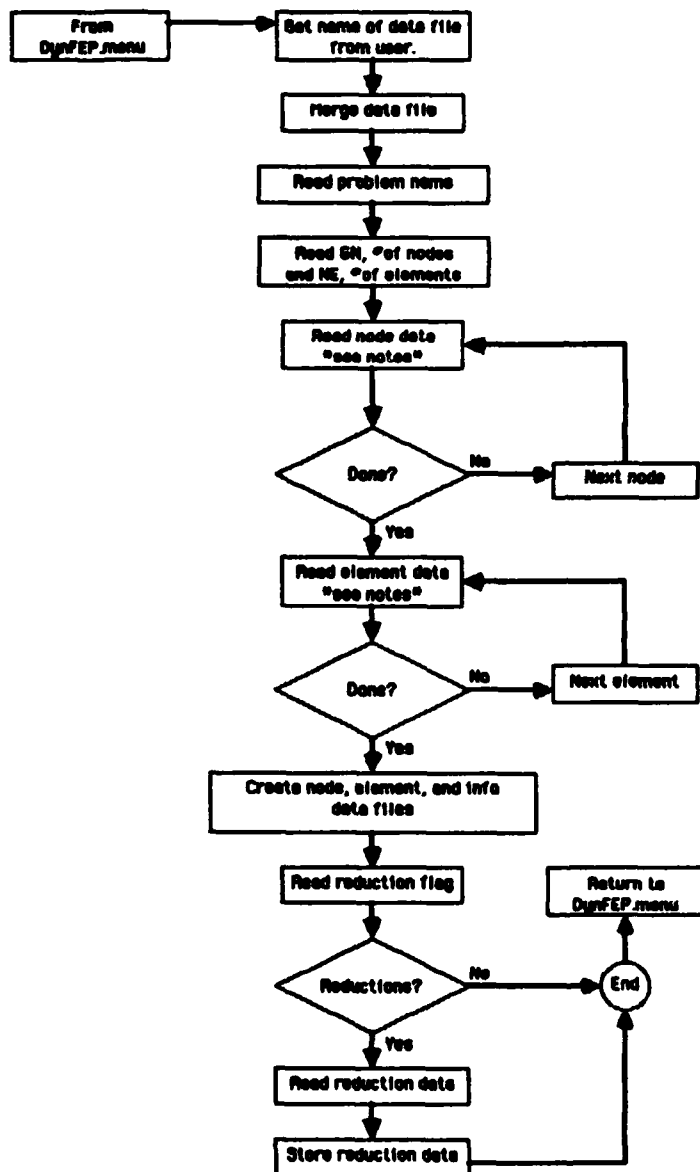 From
DynFEP.menu
Get name of data file
from user.
Merge data file
Read problem name
Read GN, # of nodes
and NE, # of elements
Read node data
"see notes"
Done?
No
Next node
Yes
Read element data
"see notes"
Done?
No
Next element
Yes
Create node, element, and info
data files
Read reduction flag
Return to
DynFEP.menu
Reductions?
No
End
Yes
Read reduction data
Store reduction data